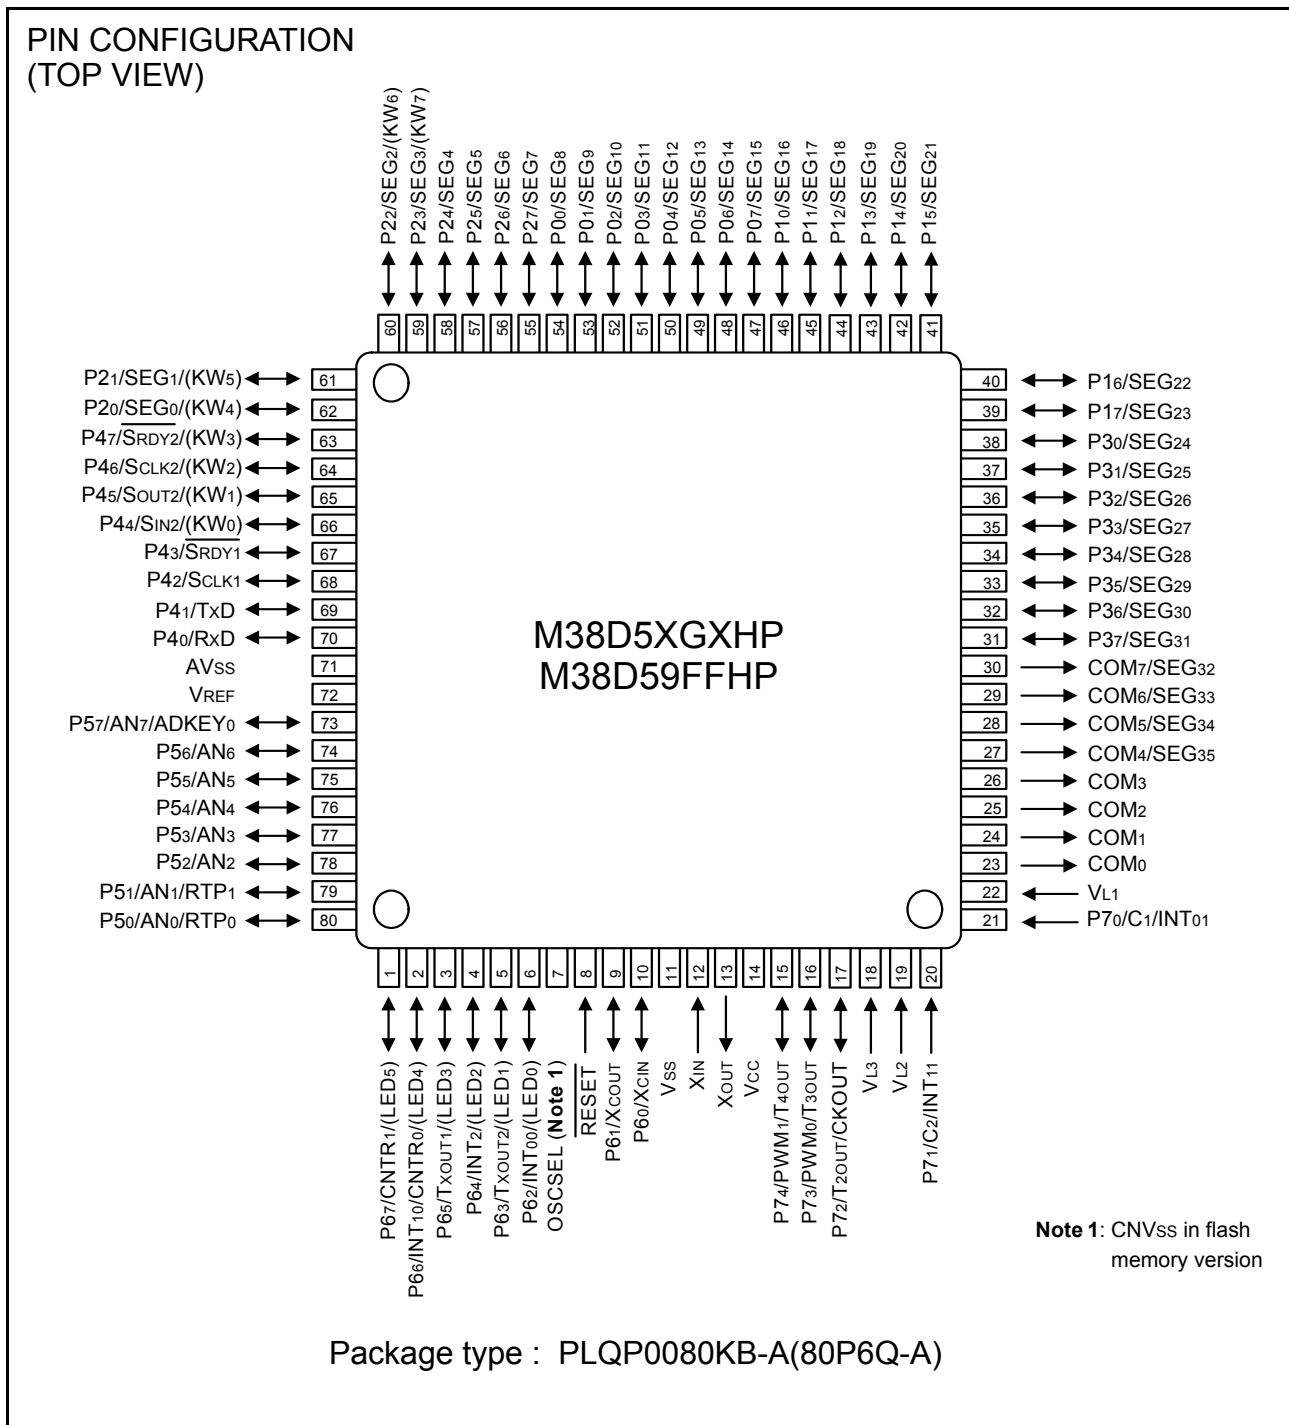 PIN CONFIGURATION
(TOP VIEW)
P22/SEG2/(KW6)
P23/SEG3/(KW7)
P24/SEG4
P25/SEG5
P26/SEG6
P27/SEG7
P00/SEG8
P01/SEG9
P02/SEG10
P03/SEG11
P04/SEG12
P05/SEG13
P06/SEG14
P07/SEG15
P10/SEG16
P11/SEG17
P12/SEG18
P13/SEG19
P14/SEG20
P15/SEG21
60 59 58 57 56 55 54 53 52 51 50 49 48 47 46 45 44 43 42 41
P21/SEG1/(KW5) 61
P20/SEG0/(KW4) 62
P47/SRDY2/(KW3) 63
P46/SCLK2/(KW2) 64
P45/SOUT2/(KW1) 65
P44/SIN2/(KW0) 66
P43/SRDY1 67
P42/SCLK1 68
P41/TXD 69
P40/RXD 70
AVSS 71
VREF 72
P57/AN7/ADKEY0 73
P56/AN6 74
P55/AN5 75
P54/AN4 76
P53/AN3 77
P52/AN2 78
P51/AN1/RTP1 79
P50/AN0/RTP0 80
M38D5XGXHP
M38D59FFHP
40 P16/SEG22
39 P17/SEG23
38 P30/SEG24
37 P31/SEG25
36 P32/SEG26
35 P33/SEG27
34 P34/SEG28
33 P35/SEG29
32 P36/SEG30
31 P37/SEG31
30 COM7/SEG32
29 COM6/SEG33
28 COM5/SEG34
27 COM4/SEG35
26 COM3
25 COM2
24 COM1
23 COM0
22 VL1
21 P70/C1/INT01
1 2 3 4 5 6 7 8 9 10 11 12 13 14 15 16 17 18 19 20
P67/CNTR1/(LED5)
P66/INT10/CNTR0/(LED4)
P65/TXOUT1/(LED3)
P64/INT2/(LED2)
P63/TXOUT2/(LED1)
P62/INT00/(LED0)
OSCSEL (Note 1)
RESET
P61/XCOUT
P60/XCIN
VSS
XIN
XOUT
VCC
P74/PWM1/T4OUT
P73/PWM0/T3OUT
P72/T2OUT/CKOUT
VL3
VL2
P71/C2/INT11
Note 1: CNVSS in flash
memory version
Package type : PLQP0080KB-A(80P6Q-A)